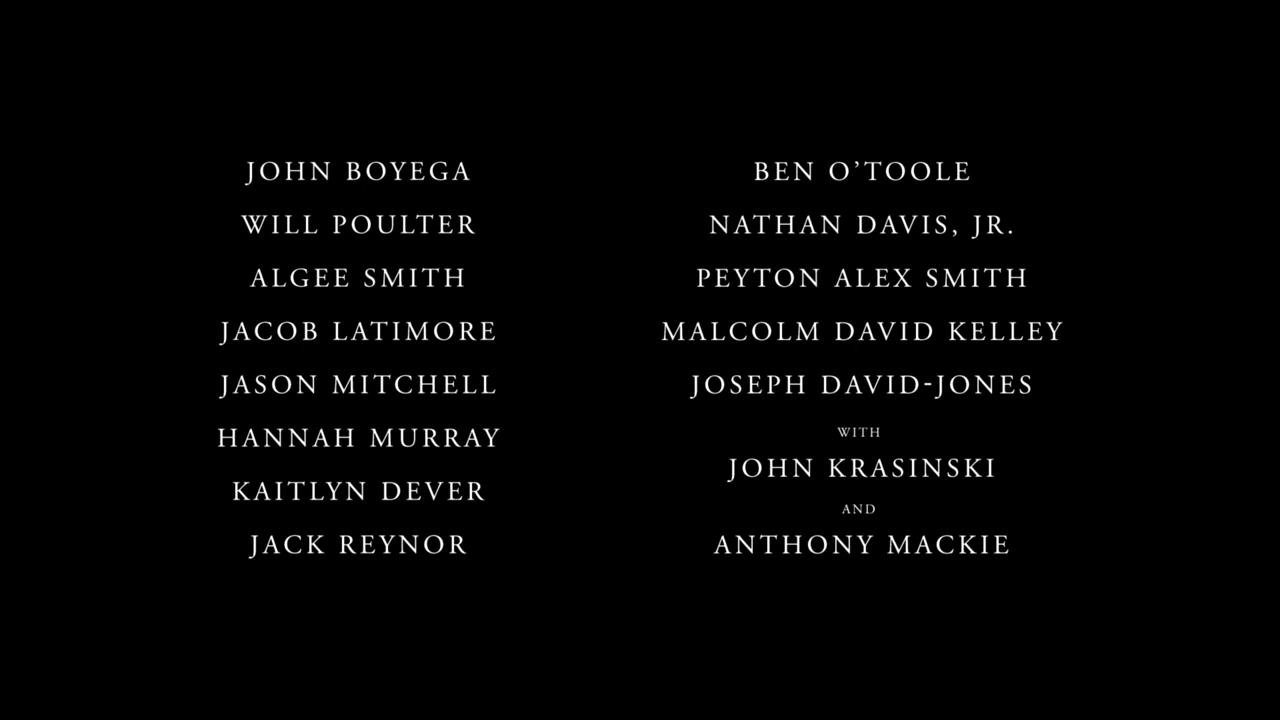 JOHN BOYEGA
WILL POULTER
ALGEE SMITH
JACOB LATIMORE
JASON MITCHELL
HANNAH MURRAY
KAITLYN DEVER
JACK REYNOR
BEN O’TOOLE
NATHAN DAVIS, JR.
PEYTON ALEX SMITH
MALCOLM DAVID KELLEY
JOSEPH DAVID-JONES
WITH
JOHN KRASINSKI
AND
ANTHONY MACKIE